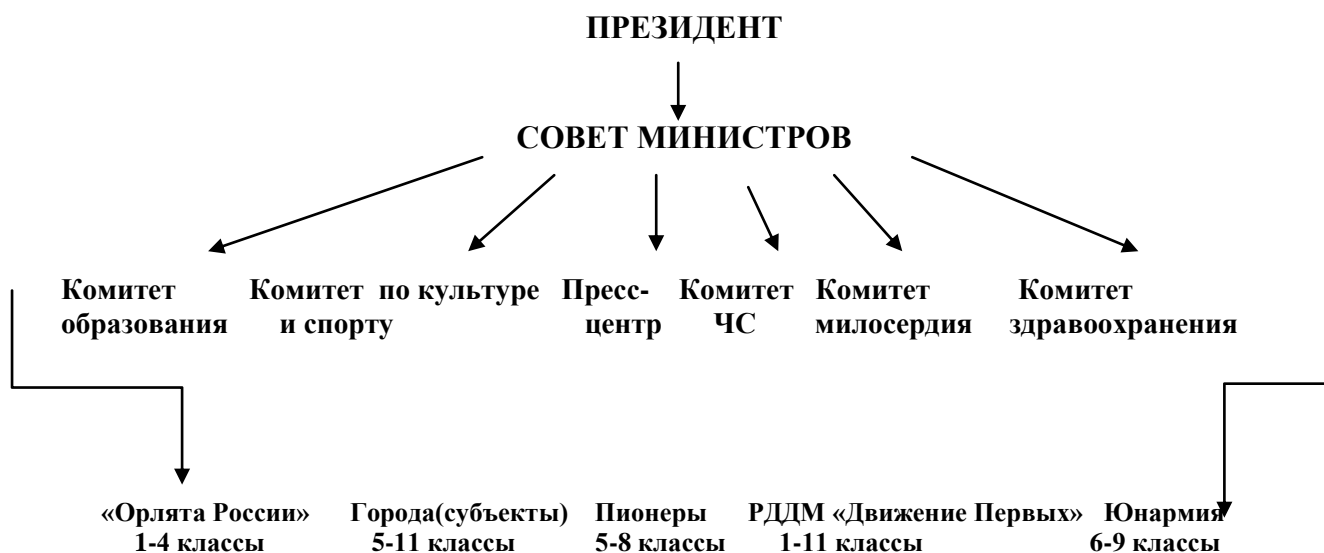 ПРЕЗИДЕНТ
СОВЕТ МИНИСТРОВ
Комитет Комитет по культуре Пресс- Комитет Комитет Комитет
образования и спорту центр ЧС милосердия здравоохранения
«Орлята России» Города(субъекты) Пионеры РДДМ «Движение Первых» Юнармия
1-4 классы 5-11 классы 5-8 классы 1-11 классы 6-9 классы